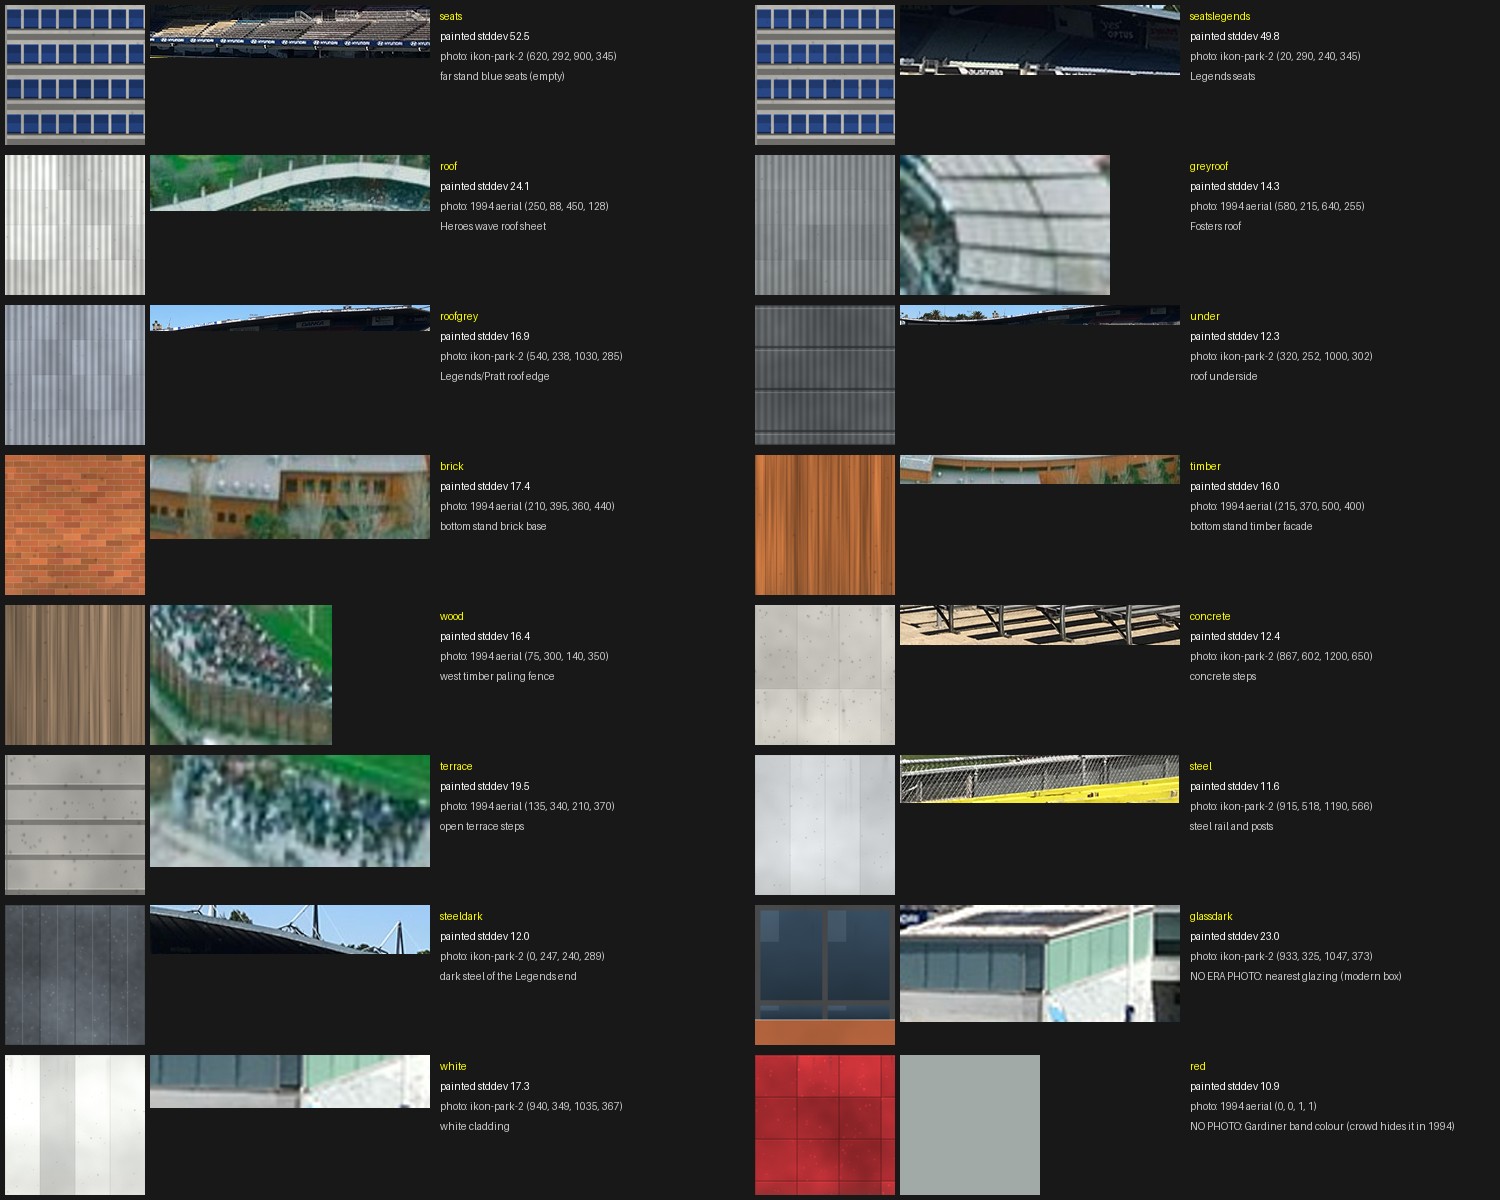 seats
painted stddev 52.5
photo: ikon-park-2 (620, 292, 900, 345)
far stand blue seats (empty)
seatslegends
painted stddev 49.8
photo: ikon-park-2 (20, 290, 240, 345)
Legends seats
roof
painted stddev 24.1
photo: 1994 aerial (250, 88, 450, 128)
Heroes wave roof sheet
greyroof
painted stddev 14.3
photo: 1994 aerial (580, 215, 640, 255)
Fosters roof
roofgrey
painted stddev 16.9
photo: ikon-park-2 (540, 238, 1030, 285)
Legends/Pratt roof edge
under
painted stddev 12.3
photo: ikon-park-2 (320, 252, 1000, 302)
roof underside
brick
painted stddev 17.4
photo: 1994 aerial (210, 395, 360, 440)
bottom stand brick base
timber
painted stddev 16.0
photo: 1994 aerial (215, 370, 500, 400)
bottom stand timber facade
wood
painted stddev 16.4
photo: 1994 aerial (75, 300, 140, 350)
west timber paling fence
concrete
painted stddev 12.4
photo: ikon-park-2 (867, 602, 1200, 650)
concrete steps
terrace
painted stddev 19.5
photo: 1994 aerial (135, 340, 210, 370)
open terrace steps
steel
painted stddev 11.6
photo: ikon-park-2 (915, 518, 1190, 566)
steel rail and posts
steeldark
painted stddev 12.0
photo: ikon-park-2 (0, 247, 240, 289)
dark steel of the Legends end
glassdark
painted stddev 23.0
photo: ikon-park-2 (933, 325, 1047, 373)
NO ERA PHOTO: nearest glazing (modern box)
white
painted stddev 17.3
photo: ikon-park-2 (940, 349, 1035, 367)
white cladding
red
painted stddev 10.9
photo: 1994 aerial (0, 0, 1, 1)
NO PHOTO: Gardiner band colour (crowd hides it in 1994)